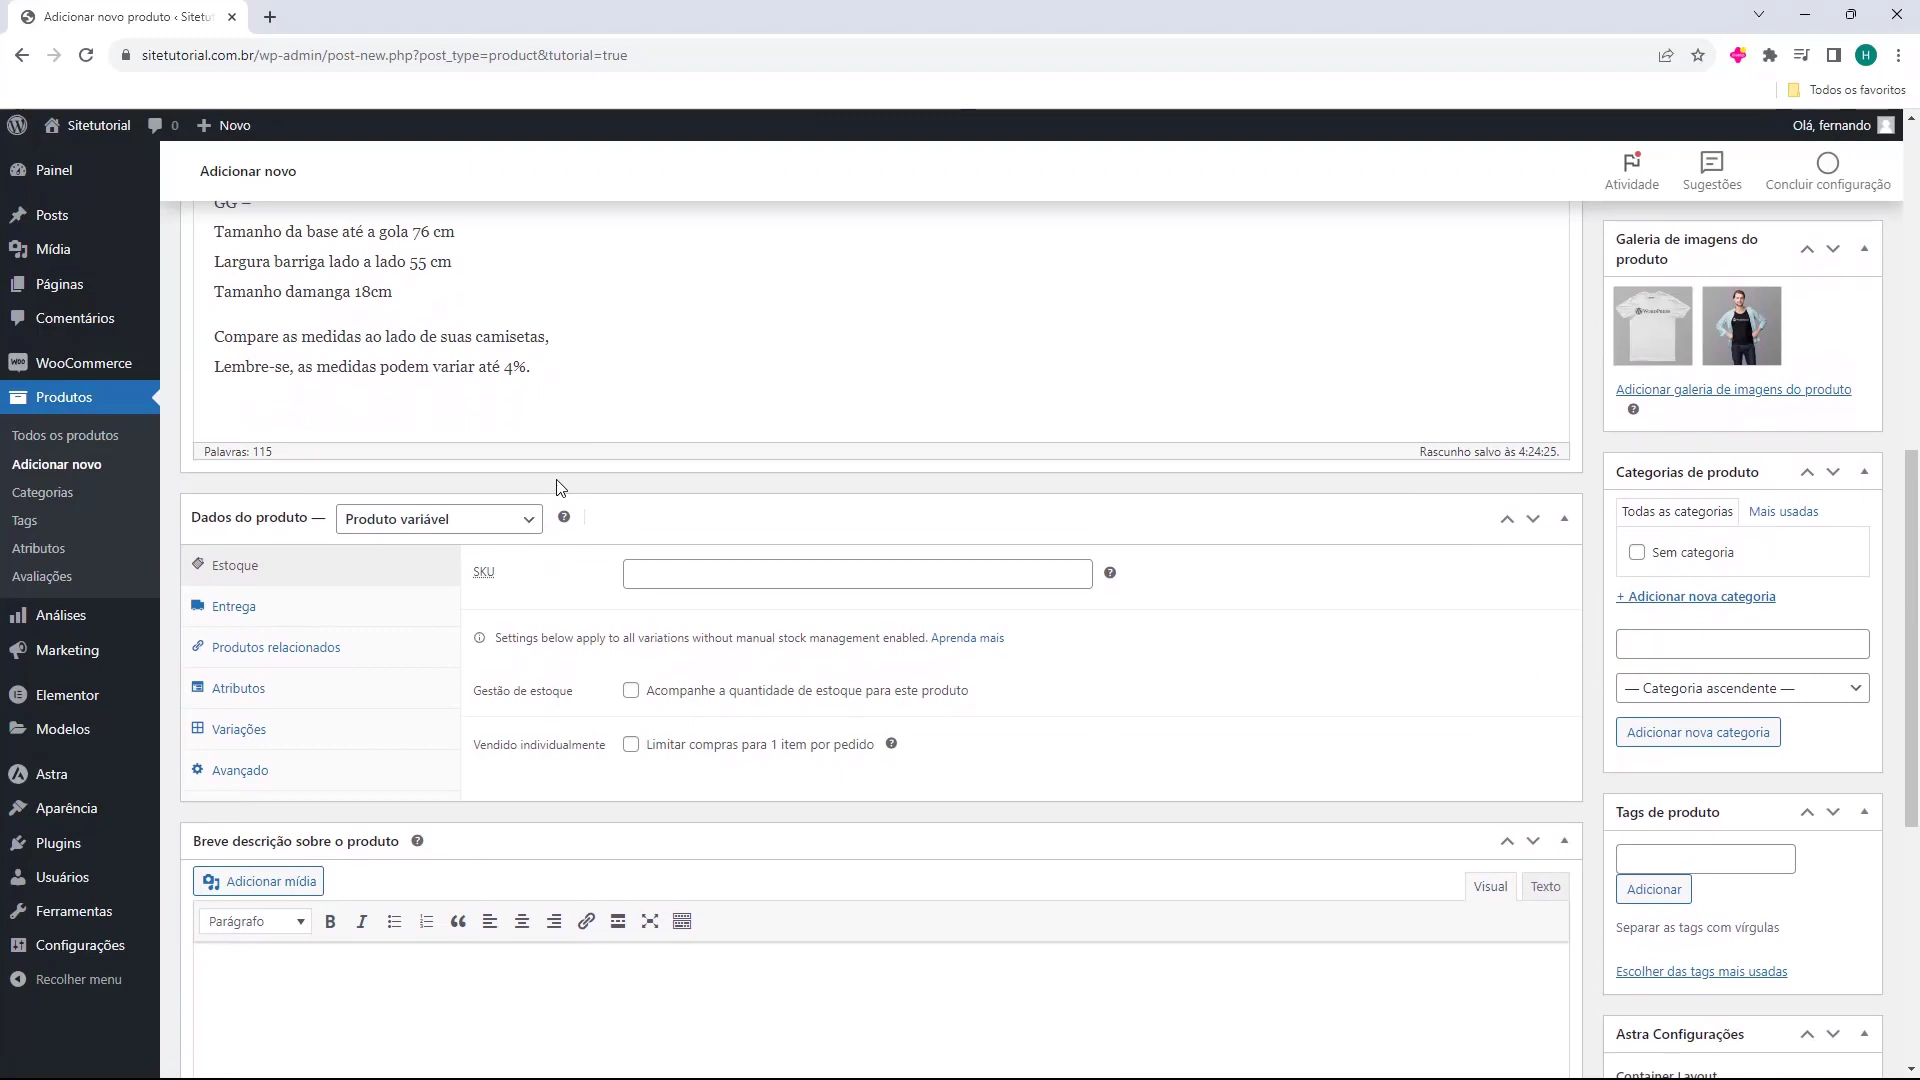 Adicionar novo produto ‹ Sitetu
sitetutorial.com.br/wp-admin/post-new.php?post_type=product&tutorial=true
H
Todos os favoritos
Sitetutorial
0
Novo
Olá, fernando
Painel
Posts
Mídia
Páginas
Comentários
WooCommerce
Produtos
Todos os produtos
Adicionar novo
Categorias
Tags
Atributos
Avaliações
Análises
Marketing
Elementor
Modelos
Astra
Aparência
Plugins
Usuários
Ferramentas
Configurações
Recolher menu
Adicionar novo
Atividade
Sugestões
Concluir configuração
GG =
Tamanho da base até a gola 76 cm
Largura barriga lado a lado 55 cm
Tamanho damanga 18cm
Compare as medidas ao lado de suas camisetas,
Lembre-se, as medidas podem variar até 4%.
Palavras: 115
Rascunho salvo às 4:24:25.
Dados do produto —
Produto variável
Estoque
Entrega
Produtos relacionados
Atributos
Variações
Avançado
SKU
Settings below apply to all variations without manual stock management enabled. Aprenda mais
Gestão de estoque
Acompanhe a quantidade de estoque para este produto
Vendido individualmente
Limitar compras para 1 item por pedido
Breve descrição sobre o produto
Adicionar mídia
Visual
Texto
Parágrafo
Galeria de imagens do
produto
WordPress
WordPress
Adicionar galeria de imagens do produto
Categorias de produto
Todas as categorias
Mais usadas
Sem categoria
+ Adicionar nova categoria
— Categoria ascendente —
Adicionar nova categoria
Tags de produto
Adicionar
Separar as tags com vírgulas
Escolher das tags mais usadas
Astra Configurações
Container Layout